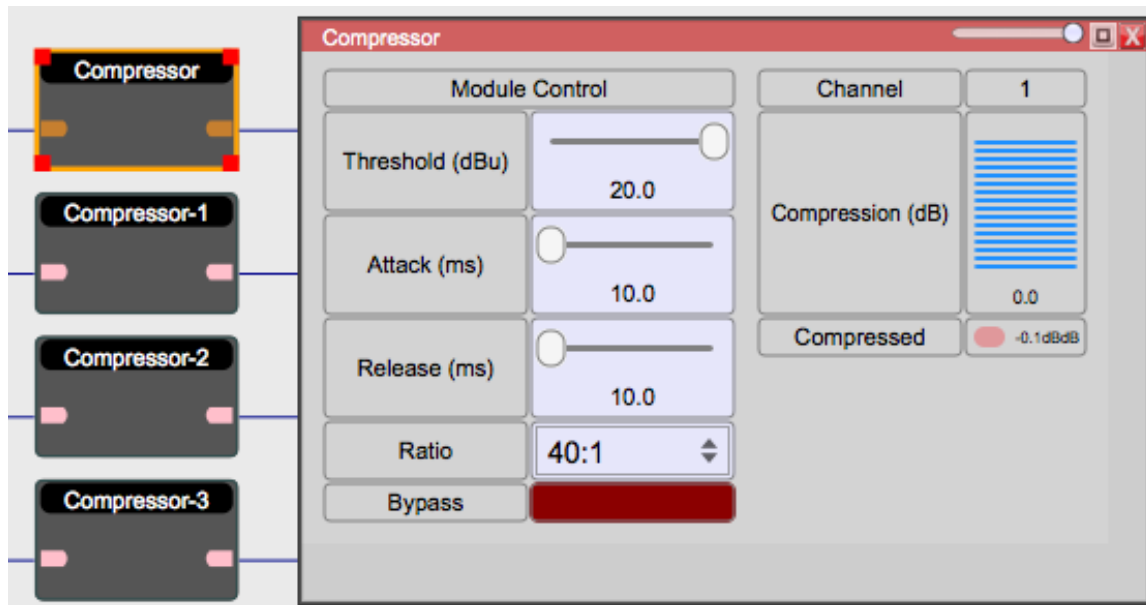 Compressor
Compressor-1
Compressor-2
Compressor-3
Compressor
X
Module Control
Threshold (dBu)
20.0
Attack (ms)
10.0
Release (ms)
10.0
Ratio
40:1
Bypass
Channel
1
Compression (dB)
0.0
Compressed
-0.1dBdB